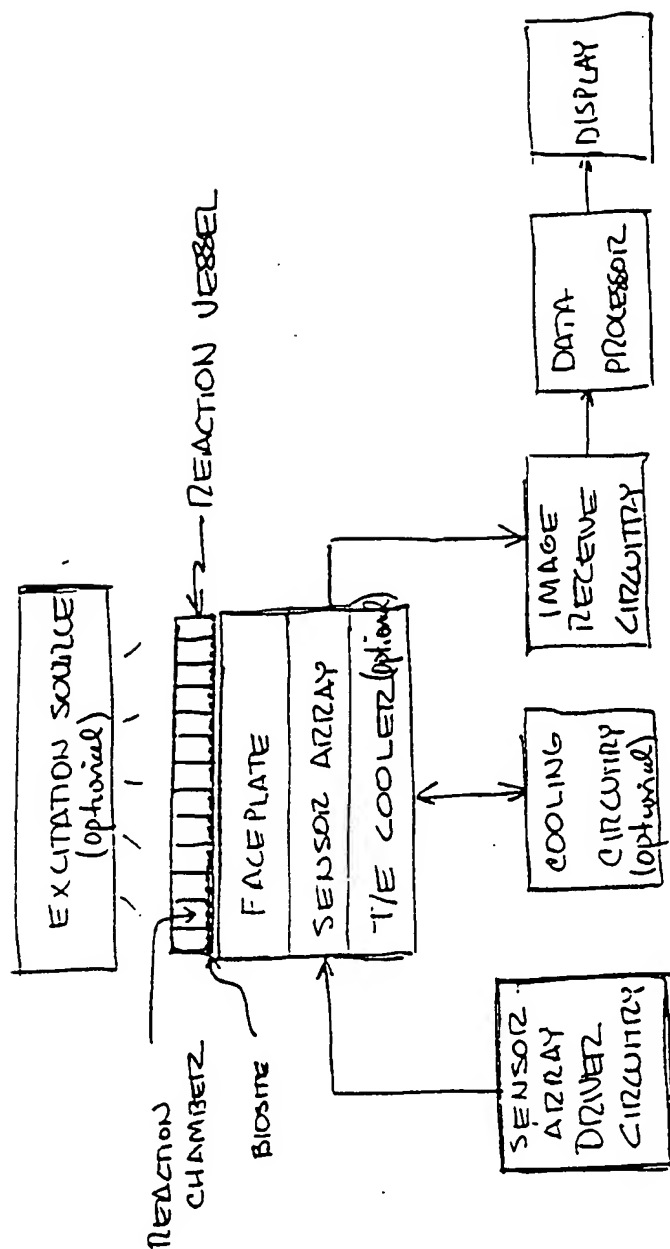 EXCITATION SOURCE
(optional)
REACTION VESSEL
REACTION
CHAMBER
BIOSITE
FACEPLATE
SENSOR ARRAY
T/E COOLER (optional)
SENSOR
ARRAY
DRIVER
CIRCUITRY
COOLING
CIRCUITRY
(optional)
IMAGE
RECEIVE
CIRCUITRY
DATA
PROCESSOR
DISPLAY